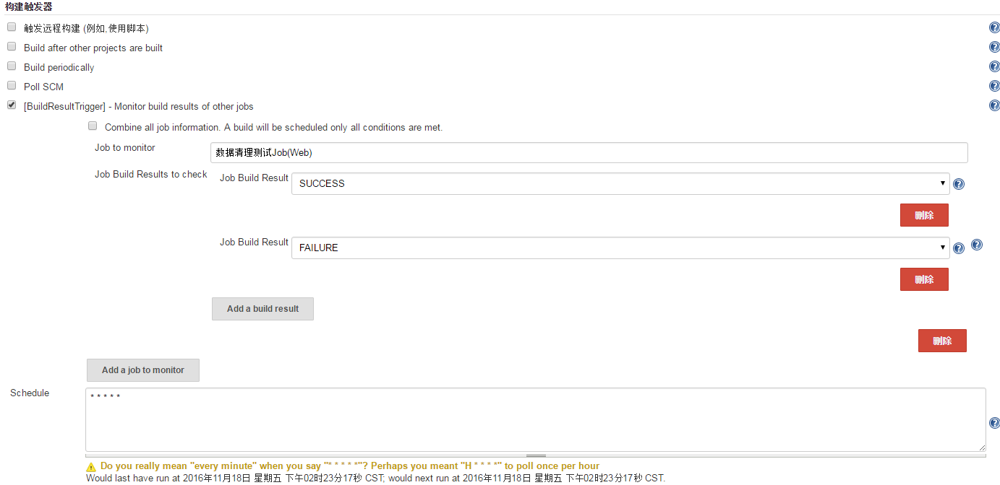 构建触发器
触发远程构建 (例如,使用脚本)
Build after other projects are built
Build periodically
Poll SCM
[BuildResultTrigger] - Monitor build results of other jobs
Combine all job information. A build will be scheduled only all conditions are met.
Job to monitor
数据清理测试Job(Web)
Job Build Results to check
Job Build Result
SUCCESS
删除
Job Build Result
FAILURE
删除
Add a build result
删除
Add a job to monitor
Schedule
* * * * *
Do you really mean "every minute" when you say "* * * * *"? Perhaps you meant "H * * * *" to poll once per hour
Would last have run at 2016年11月18日 星期五 下午02时23分17秒 CST; would next run at 2016年11月18日 星期五 下午02时23分17秒 CST.